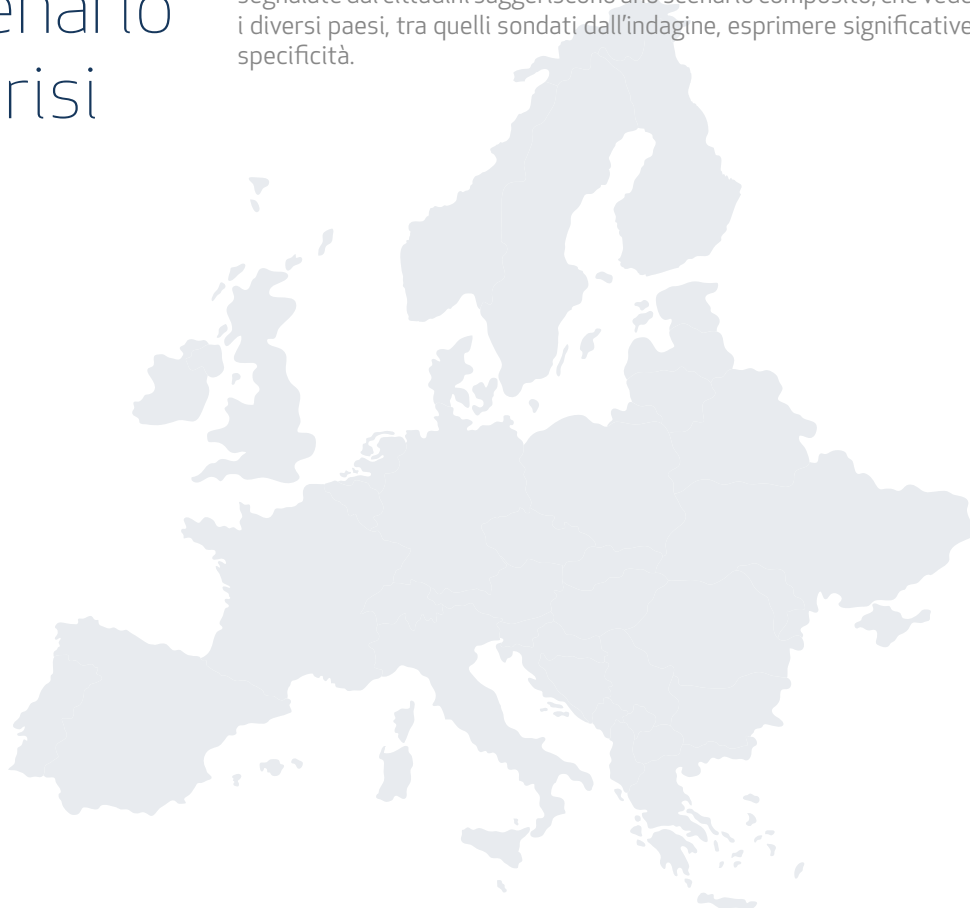 enario
risi
segnalate dai cittadini suggeriscono uno scenario composito, che vede
i diversi paesi, tra quelli sondati dall'indagine, esprimere significative
specificità.